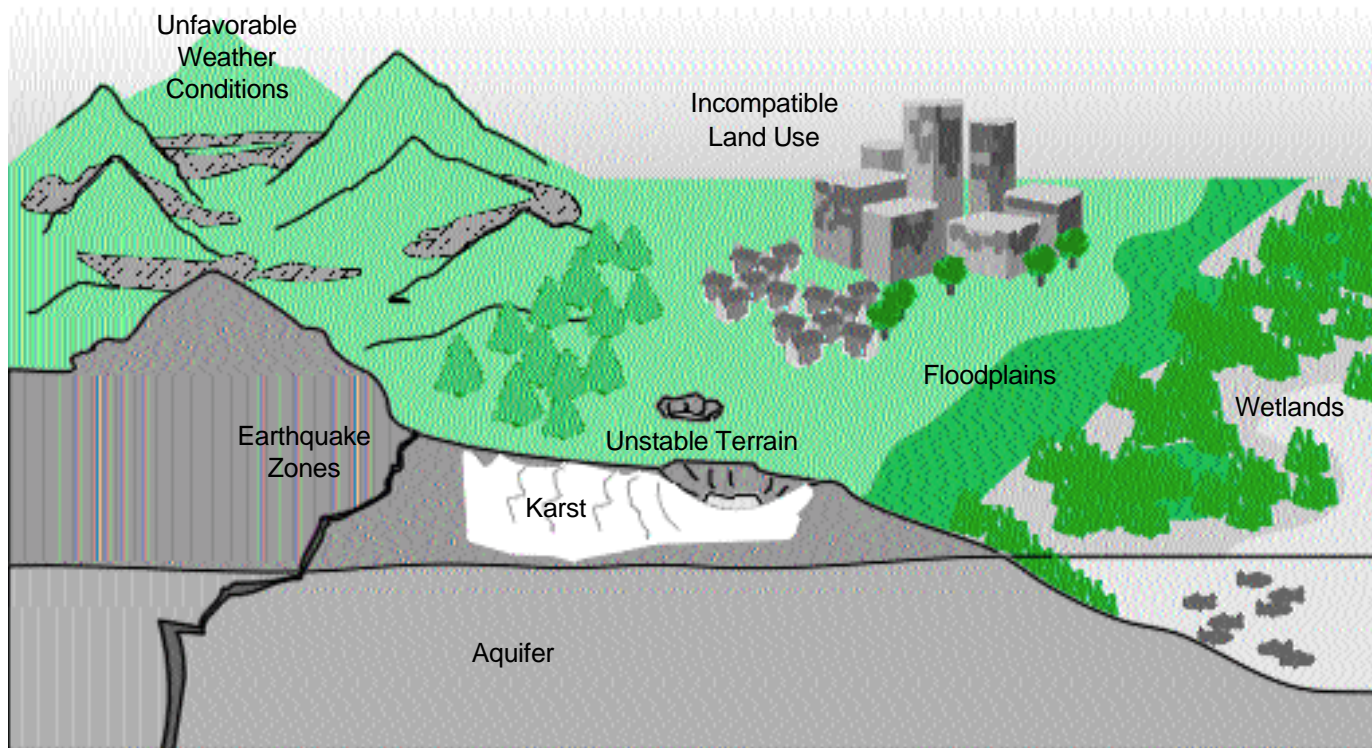 Unfavorable
Weather
Conditions
Incompatible
Land Use
Floodplains
Wetlands
Earthquake
Zones
Unstable Terrain
Karst
Aquifer